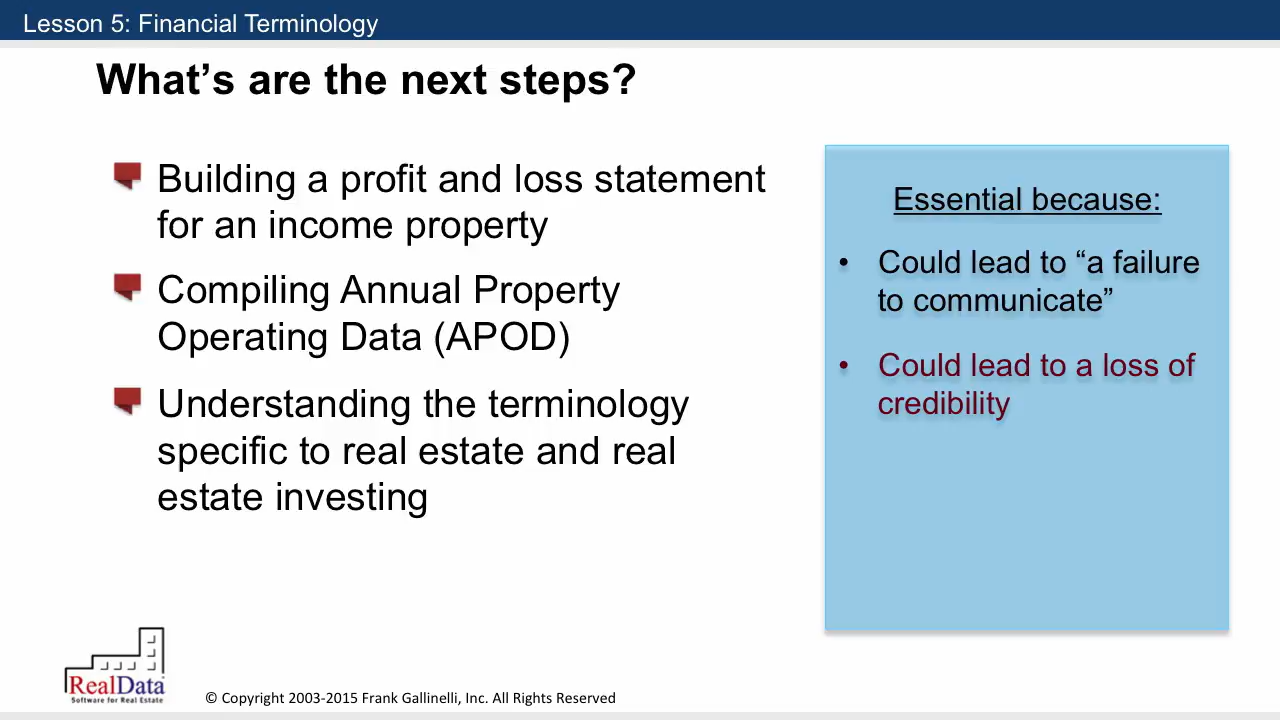 Lesson 5: Financial Terminology
What’s are the next steps?
Building a profit and loss statement
for an income property
Compiling Annual Property
Operating Data (APOD)
Understanding the terminology
specific to real estate and real
estate investing
Essential because:
• Could lead to “a failure
to communicate”
• Could lead to a loss of
credibility
RealData
Software for Real Estate
© Copyright 2003-2015 Frank Gallinelli, Inc. All Rights Reserved